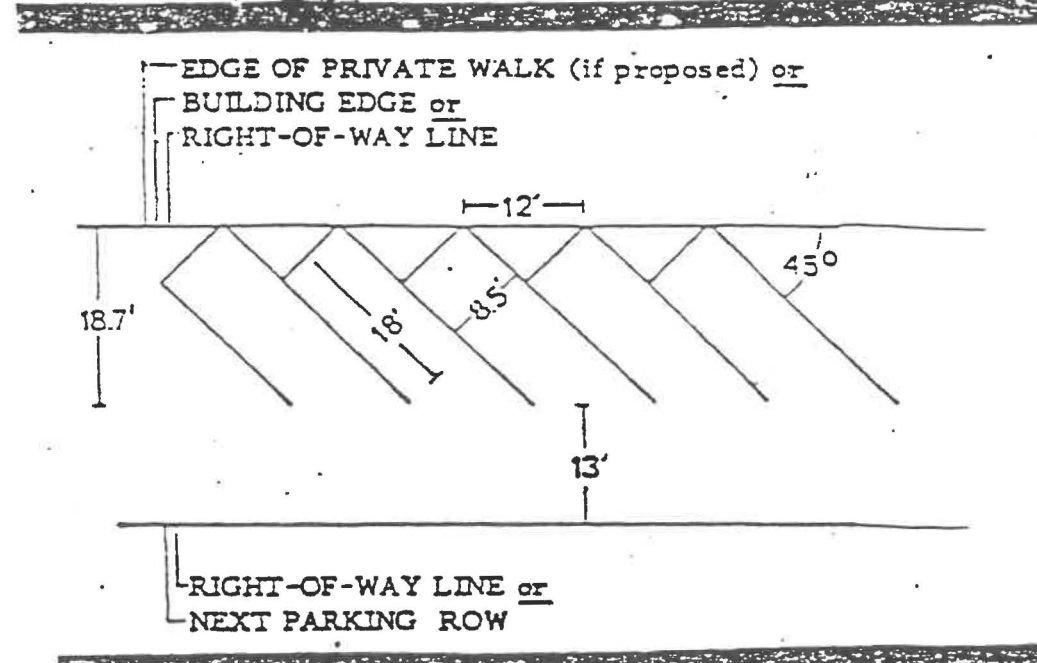 EDGE OF PRIVATE WALK (if proposed) or
BUILDING EDGE or
RIGHT-OF-WAY LINE
12'
45°
18.7'
18'
8.5'
13'
RIGHT-OF-WAY LINE or
NEXT PARKING ROW